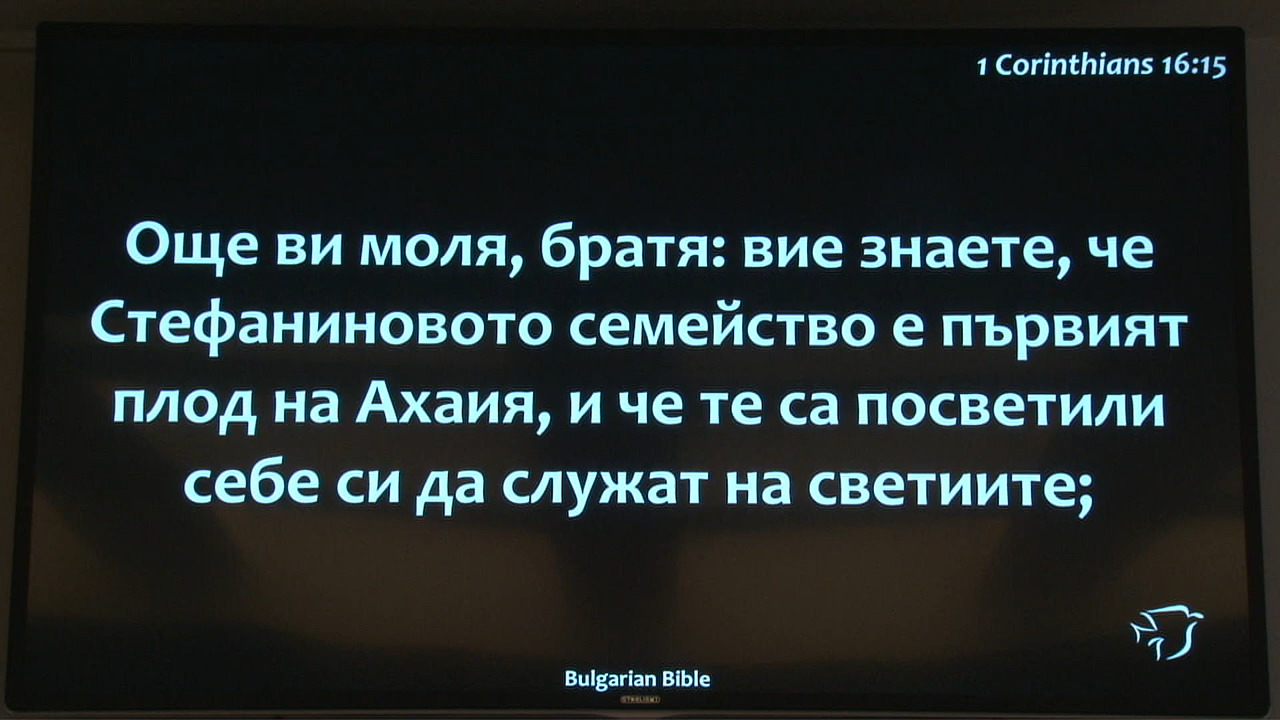 1 Corinthians 16:15
Още ви моля, братя: вие знаете, че
Стефаниновото семейство е първият
плод на Ахаия, и че те са посветили
себе си да служат на светиите;
Bulgarian Bible
STARLIGHT